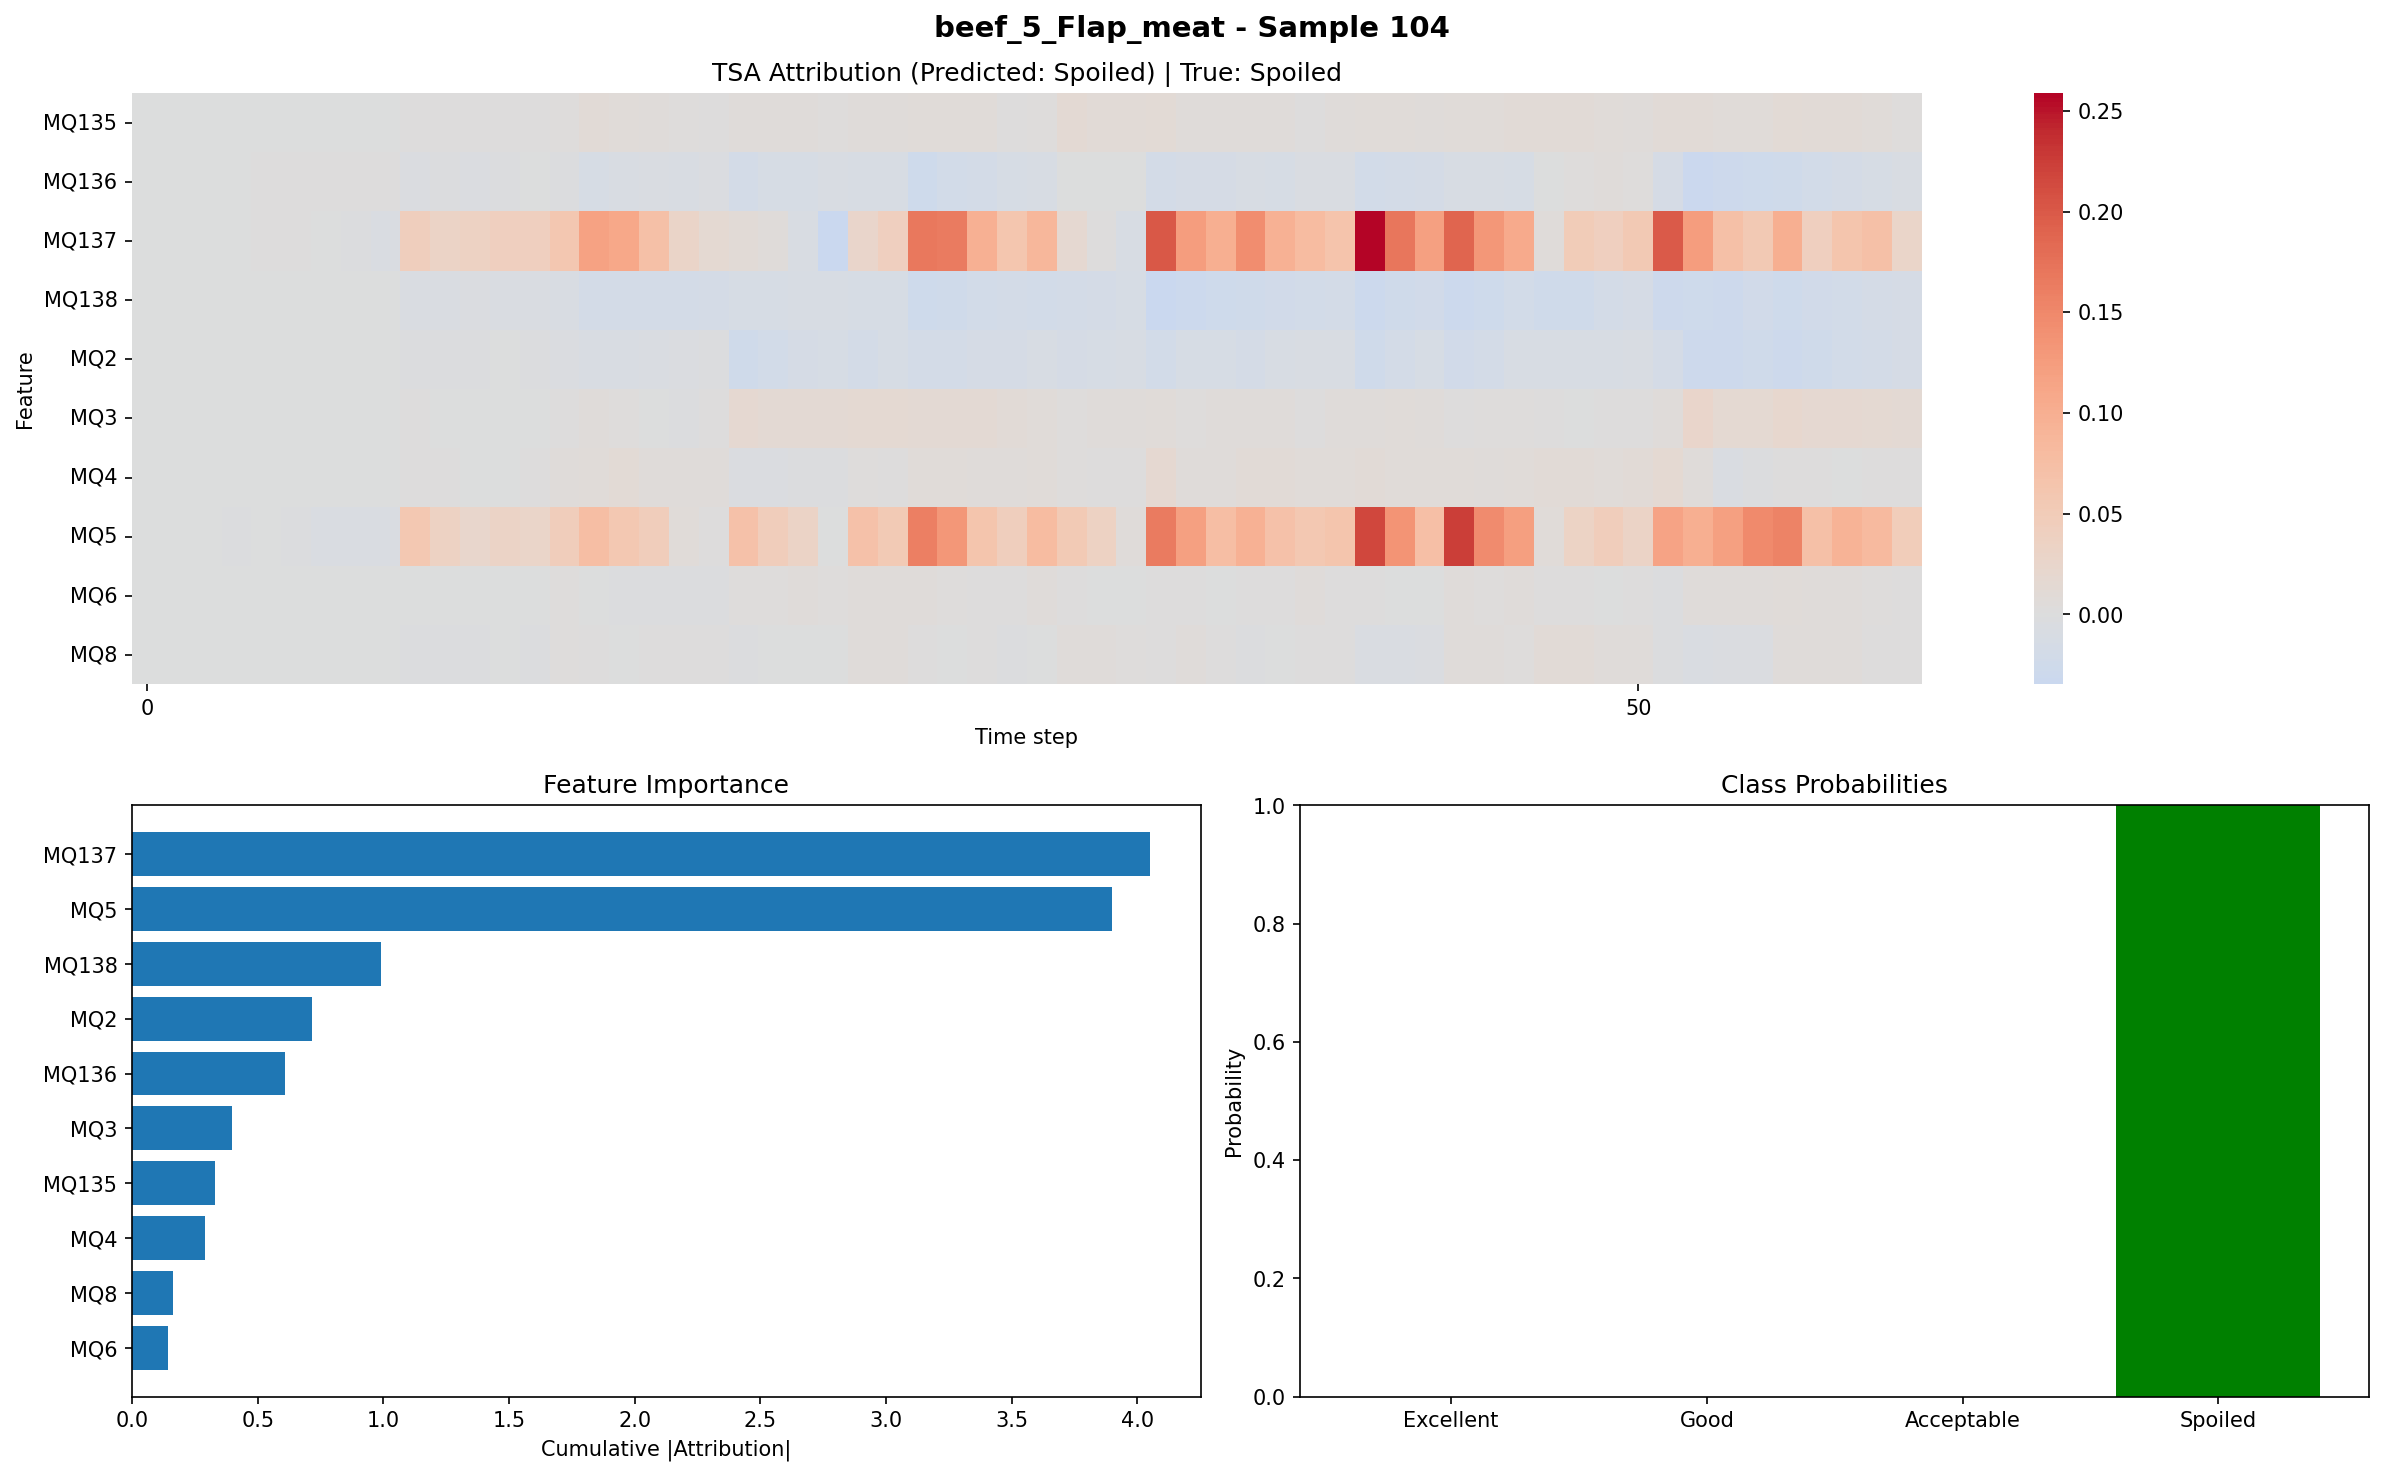 beef_5_Flap_meat - Sample 104
TSA Attribution (Predicted: Spoiled) | True: Spoiled
Feature
MQ135
MQ136
MQ137
MQ138
MQ2
MQ3
MQ4
MQ5
MQ6
MQ8
0
50
Time step
0.25
0.20
0.15
0.10
0.05
0.00
Feature Importance
MQ137
MQ5
MQ138
MQ2
MQ136
MQ3
MQ135
MQ4
MQ8
MQ6
0.0 0.5 1.0 1.5 2.0 2.5 3.0 3.5 4.0
Cumulative |Attribution|
Class Probabilities
Probability
1.0
0.8
0.6
0.4
0.2
0.0
Excellent Good Acceptable Spoiled